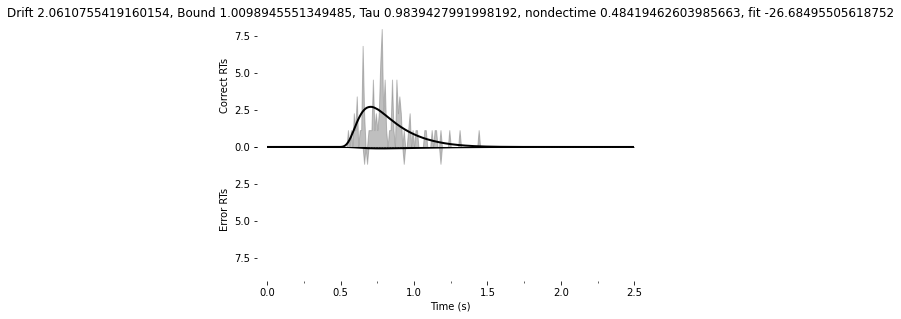 Drift 2.0610755419160154, Bound 1.0098945551349485, Tau 0.9839427991998192, nondectime 0.48419462603985663, fit -26.68495505618752
7.5
5.0
2.5
0.0
2.5
5.0
7.5
Correct RTs
Error RTs
0.0 0.5 1.0 1.5 2.0 2.5
Time (s)